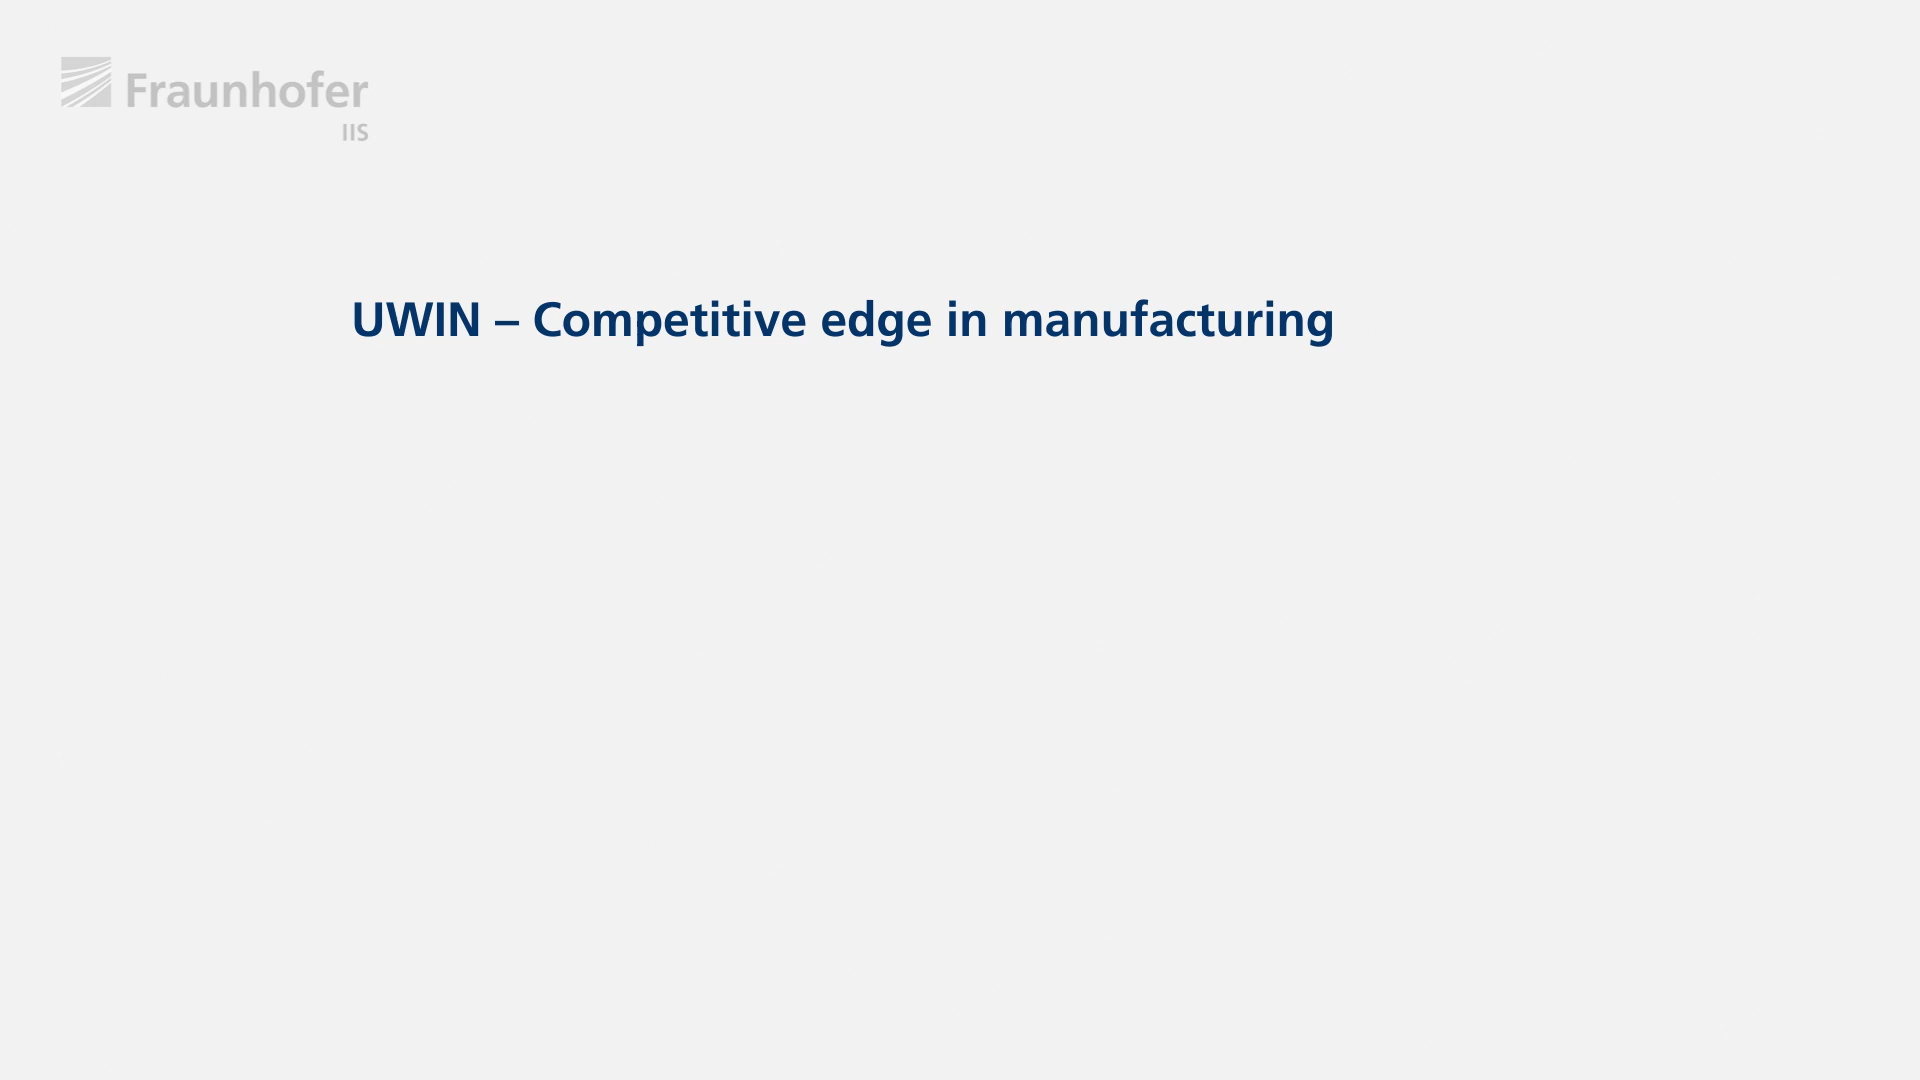 Fraunhofer
IIS
UWIN – Competitive edge in manufacturing